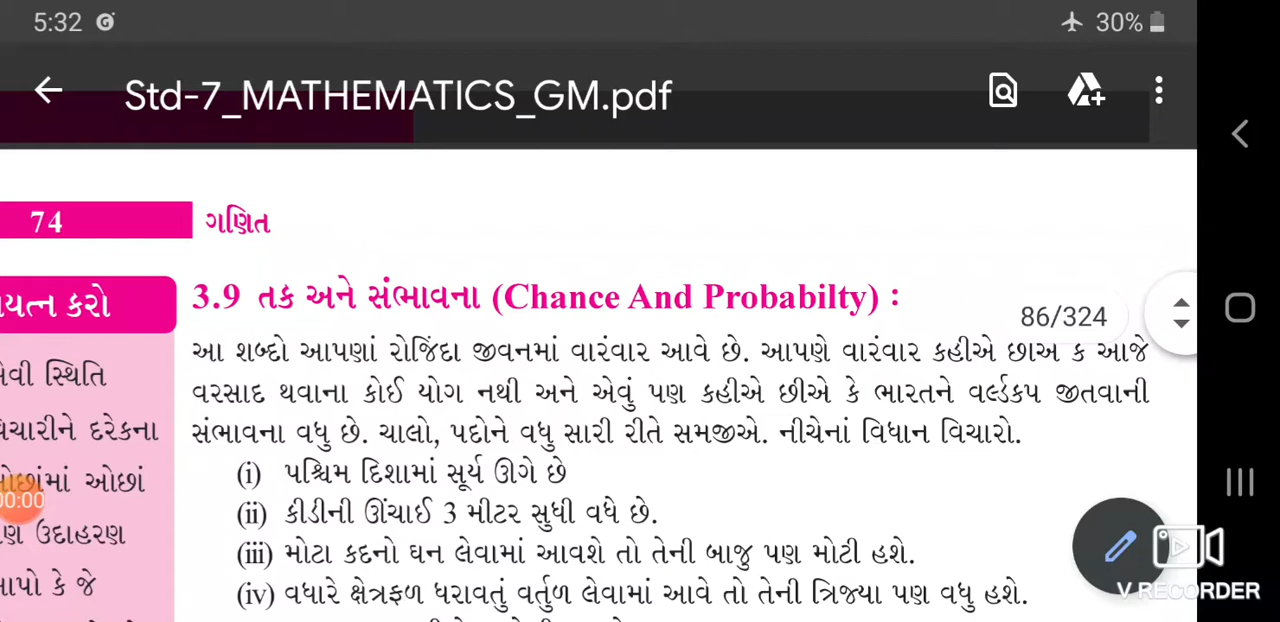 5:32 30%
Std-7_MATHEMATICS_GM.pdf
74 ગણિત
3.9 તક અને સંભાવના (Chance And Probabilty) :
86/324
યત્ન કરો
આ શબ્દો આપણાં રોજિંદા જીવનમાં વારંવાર આવે છે. આપણે વારંવાર કહીએ છીએ કે આજે
વરસાદ થવાના કોઈ યોગ નથી અને એવું પણ કહીએ છીએ કે ભારતને વર્લ્ડકપ જીતવાની
સંભાવના વધુ છે. ચાલો, પદોને વધુ સારી રીતે સમજીએ. નીચેનાં વિધાન વિચારો.
(i) પશ્ચિમ દિશામાં સૂર્ય ઊગે છે
(ii) કીડીની ઊંચાઈ 3 મીટર સુધી વધે છે.
(iii) મોટા કદનો ઘન લેવામાં આવશે તો તેની બાજુ પણ મોટી હશે.
(iv) વધારે ક્ષેત્રફળ ધરાવતું વર્તુળ લેવામાં આવે તો તેની ત્રિજ્યા પણ વધુ હશે.
સ્થિતિ
દરેકના
ઓછાં
00:00
ઉદાહરણ
કે જે
V RECORDER